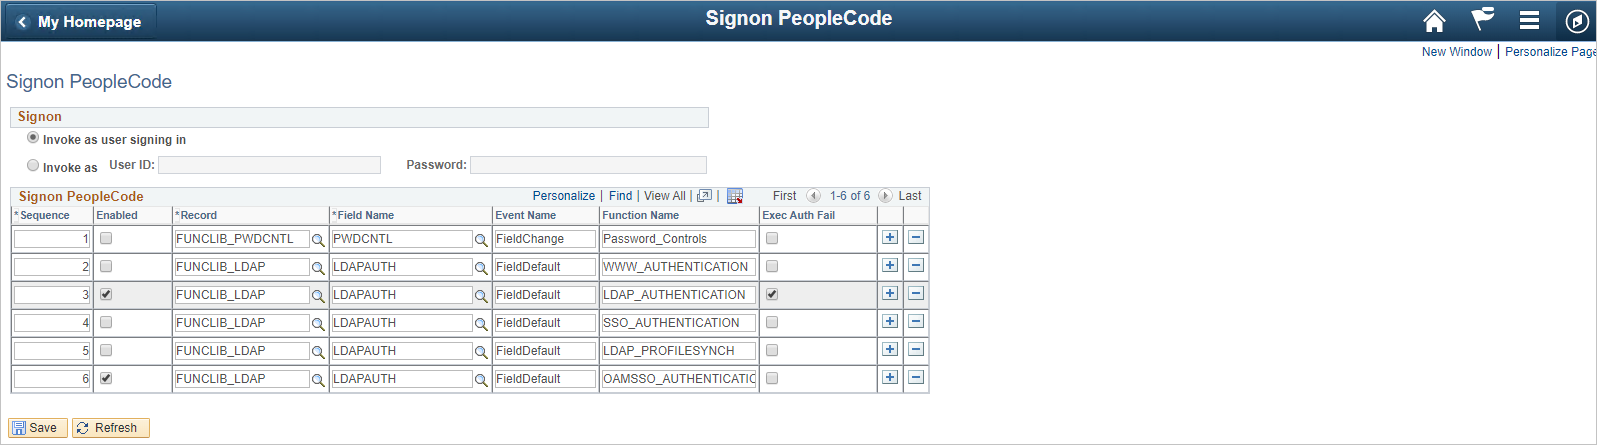 My Homepage Signon PeopleCode
New Window | Personalize Page
Signon PeopleCode
Signon
Invoke as user signing in
Invoke as User ID: Password:
Signon PeopleCode Personalize | Find | View All | | First 1-6 of 6 Last
*Sequence Enabled *Record *Field Name Event Name Function Name Exec Auth Fail
1 FUNCLIB_PWDCNTL PWDCNTL FieldChange Password_Controls
2 FUNCLIB_LDAP LDAPAUTH FieldDefault WWW_AUTHENTICATION
3 FUNCLIB_LDAP LDAPAUTH FieldDefault LDAP_AUTHENTICATION
4 FUNCLIB_LDAP LDAPAUTH FieldDefault SSO_AUTHENTICATION
5 FUNCLIB_LDAP LDAPAUTH FieldDefault LDAP_PROFILESYNCH
6 FUNCLIB_LDAP LDAPAUTH FieldDefault OAMSSO_AUTHENTICATIO
Save Refresh